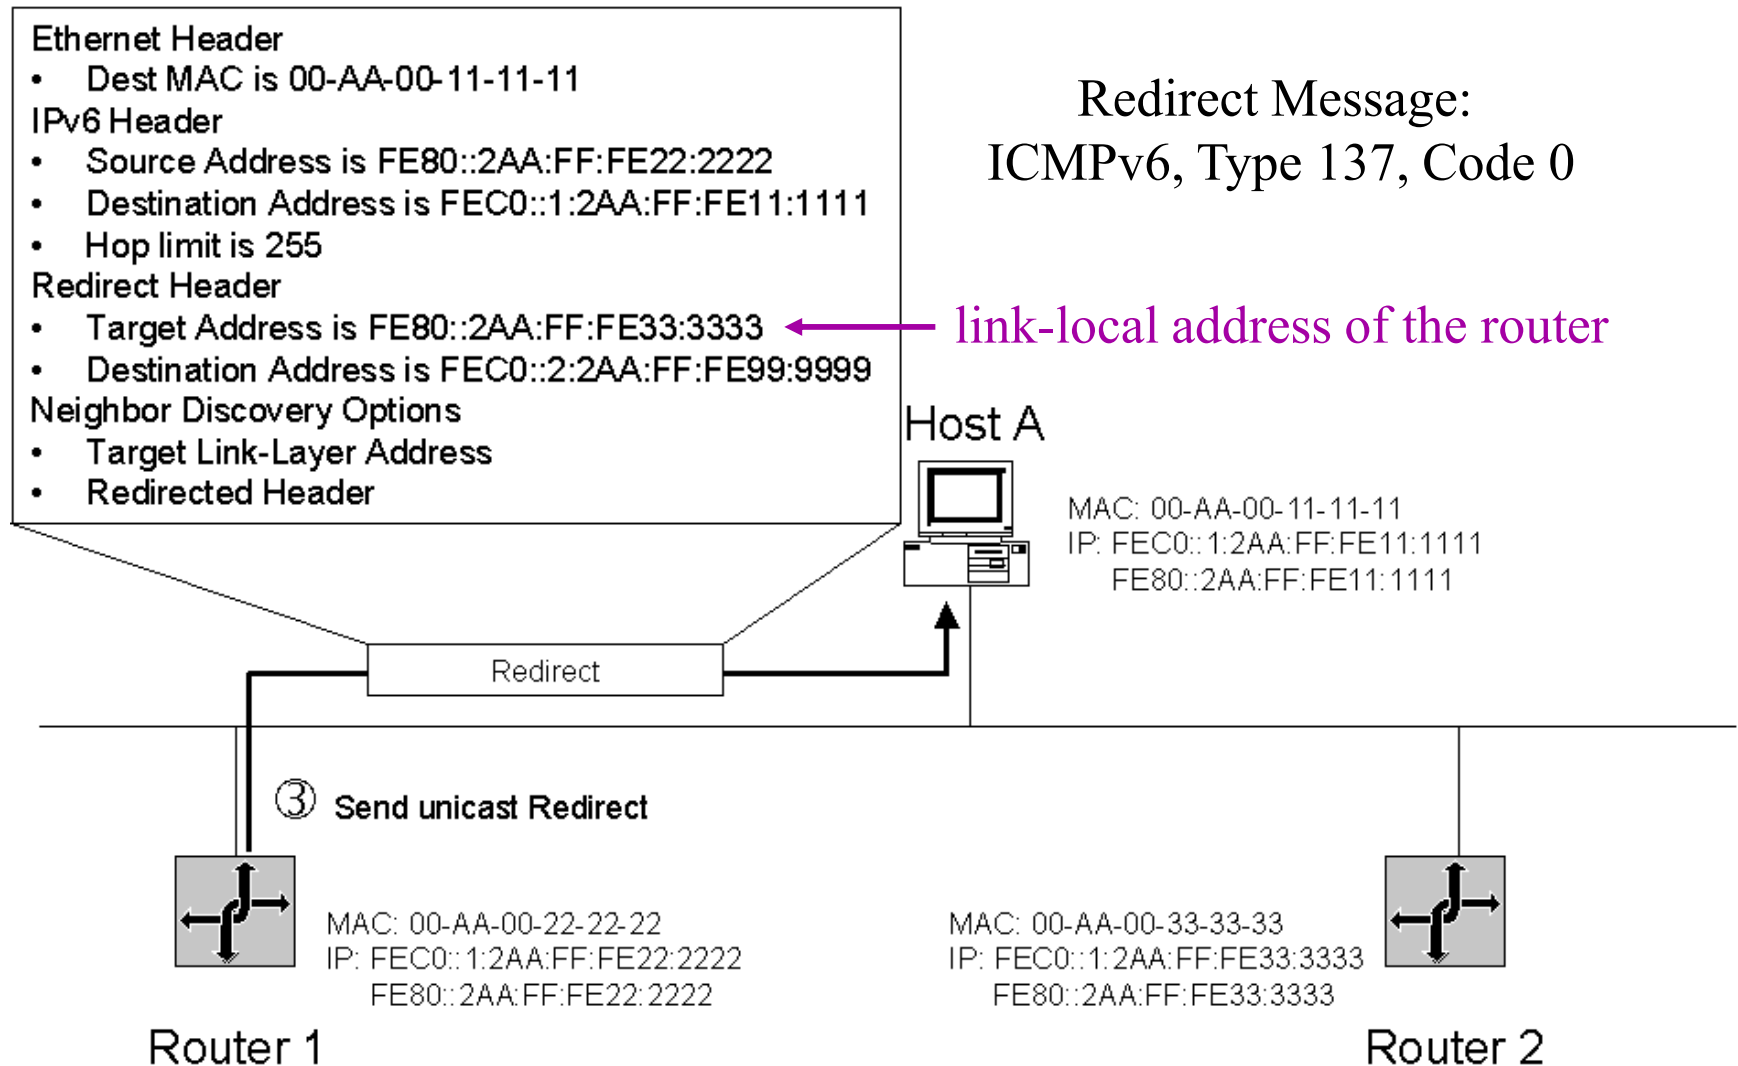 Ethernet Header
• Dest MAC is 00-AA-00-11-11-11
IPv6 Header
• Source Address is FE80::2AA:FF:FE22:2222
• Destination Address is FEC0::1:2AA:FF:FE11:1111
• Hop limit is 255
Redirect Header
• Target Address is FE80::2AA:FF:FE33:3333
• Destination Address is FEC0::2:2AA:FF:FE99:9999
Neighbor Discovery Options
• Target Link-Layer Address
• Redirected Header
Redirect Message:
ICMPv6, Type 137, Code 0
link-local address of the router
Host A
MAC: 00-AA-00-11-11-11
IP: FEC0::1:2AA:FF:FE11:1111
FE80::2AA:FF:FE11:1111
Redirect
③ Send unicast Redirect
MAC: 00-AA-00-22-22-22
IP: FEC0::1:2AA:FF:FE22:2222
FE80::2AA:FF:FE22:2222
Router 1
MAC: 00-AA-00-33-33-33
IP: FEC0::1:2AA:FF:FE33:3333
FE80::2AA:FF:FE33:3333
Router 2